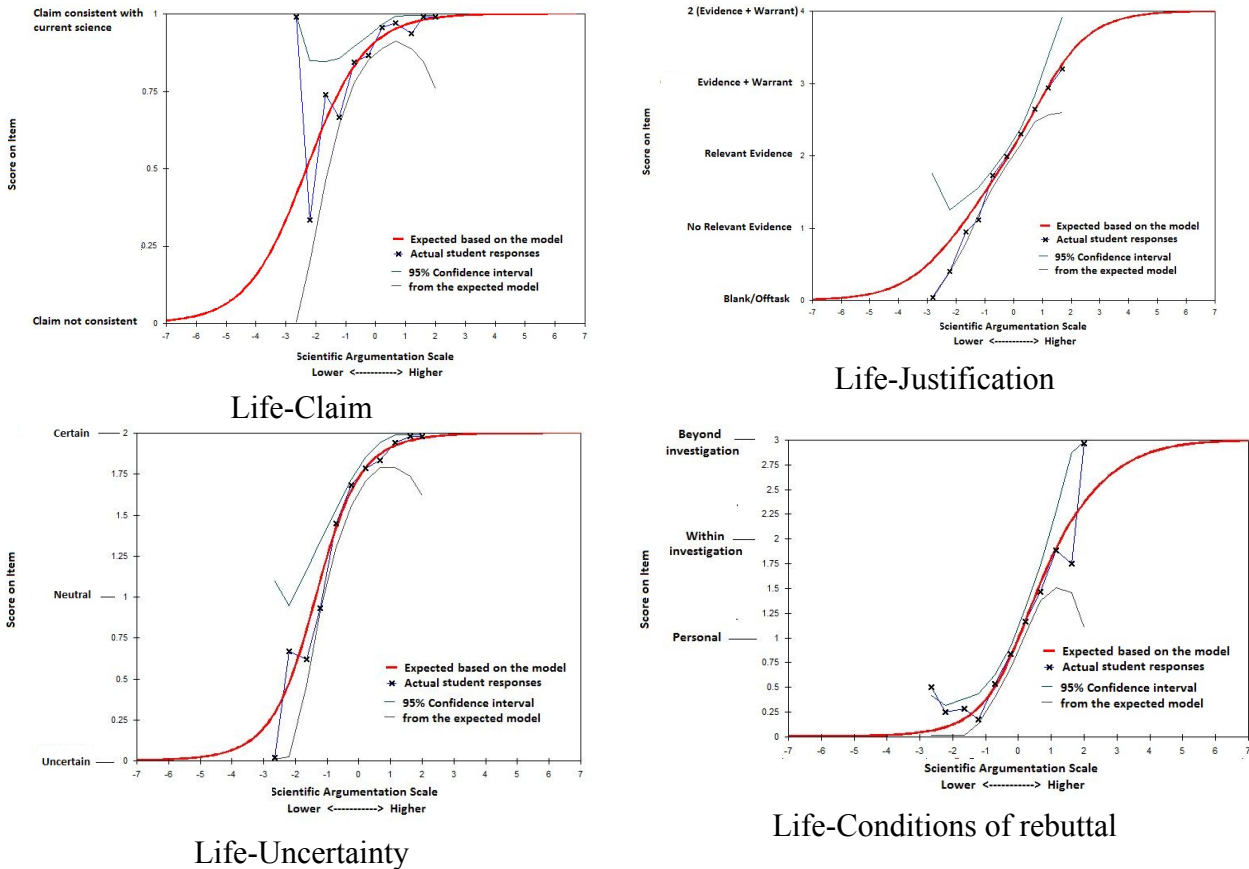 Claim consistent with
current science
1
0.75
0.5
0.25
0
Claim not consistent
Score on Item
Expected based on the model
Actual student responses
95% Confidence interval
from the expected model
-7 -6 -5 -4 -3 -2 -1 0 1 2 3 4 5 6 7
Scientific Argumentation Scale
Lower <-----------> Higher
Life-Claim
2 (Evidence + Warrant) 4
Evidence + Warrant 3
Relevant Evidence 2
No Relevant Evidence 1
Blank/Offtask 0
Score on Item
Expected based on the model
Actual student responses
95% Confidence interval
from the expected model
-7 -6 -5 -4 -3 -2 -1 0 1 2 3 4 5 6 7
Scientific Argumentation Scale
Lower <-----------> Higher
Life-Justification
Certain 2
1.75
1.5
1.25
Neutral 1
0.75
0.5
0.25
Uncertain 0
Score on Item
Expected based on the model
Actual student responses
95% Confidence interval
from the expected model
-7 -6 -5 -4 -3 -2 -1 0 1 2 3 4 5 6 7
Scientific Argumentation Scale
Lower <-----------> Higher
Life-Uncertainty
Beyond
investigation
3
2.75
2.5
2.25
Within
investigation
2
1.75
1.5
1.25
Personal 1
0.75
0.5
0.25
0
Score on Item
Expected based on the model
Actual student responses
95% Confidence interval
from the expected model
-7 -6 -5 -4 -3 -2 -1 0 1 2 3 4 5 6 7
Scientific Argumentation Scale
Lower <-----------> Higher
Life-Conditions of rebuttal